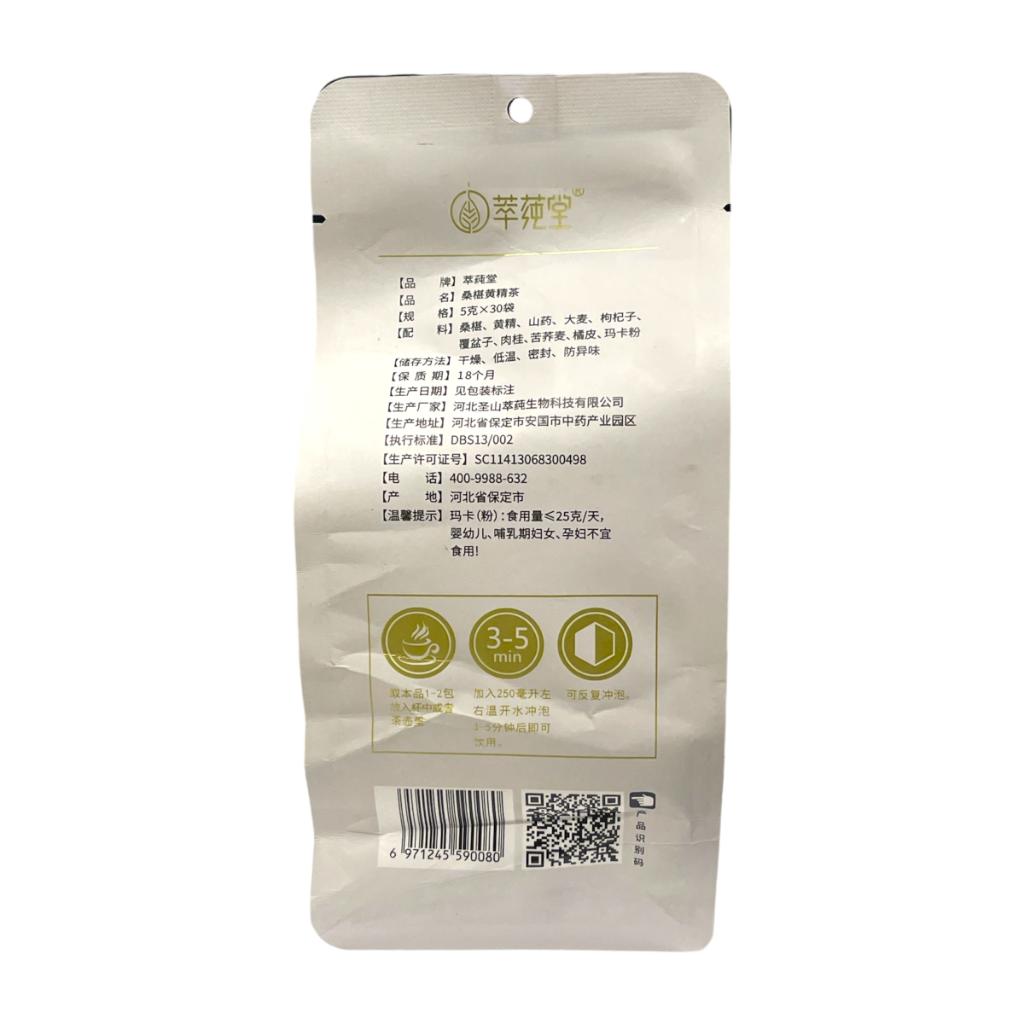 萃莼堂®
【品 牌】萃莼堂
【品 名】桑椹黄精茶
【规 格】5克×30袋
【配 料】桑椹、黄精、山药、大麦、枸杞子、
覆盆子、肉桂、苦荞麦、橘皮、玛卡粉
【储存方法】干燥、低温、密封、防异味
【保 质 期】18个月
【生产日期】见包装标注
【生产厂家】河北圣山萃莼生物科技有限公司
【生产地址】河北省保定市安国市中药产业园区
【执行标准】DBS13/002
【生产许可证号】SC11413068300498
【电 话】400-9988-632
【产 地】河北省保定市
【温馨提示】玛卡(粉):食用量≤25克/天,
婴幼儿、哺乳期妇女、孕妇不宜
食用!
3-5
min
取本品1-2包
放入杯中或者
茶壶里
加入250毫升左
右温开水冲泡
3-5分钟后即可
饮用。
可反复冲泡。
6 971245 590080
产品识别码